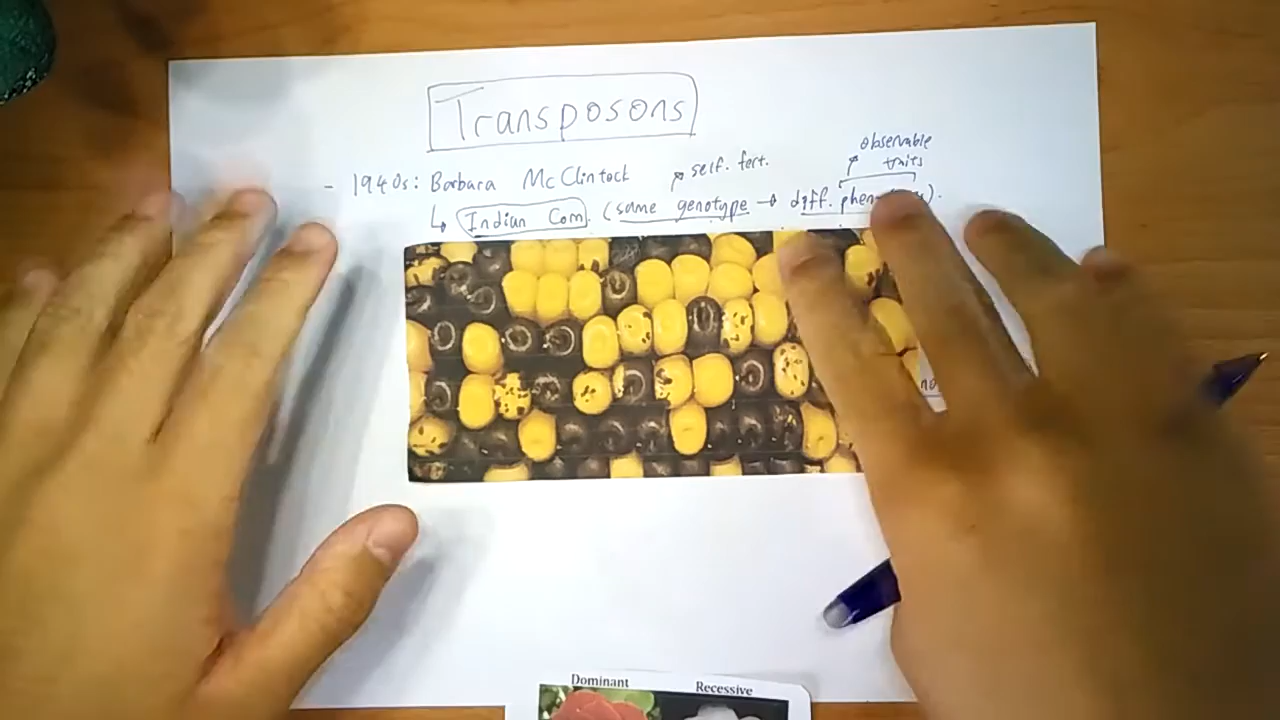 Transposons
observable
traits
- 1940s: Barbara McClintock
self. fert.
↳ Indian Corn. (same genotype → diff.
Dominant
Recessive